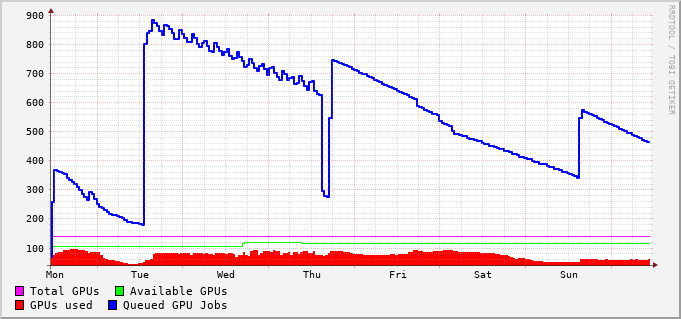 900
800
700
600
500
400
300
200
100
Mon Tue Wed Thu Fri Sat Sun
Total GPUs Available GPUs
GPUs used Queued GPU Jobs
RRDTOOL / TOBI OETIKER